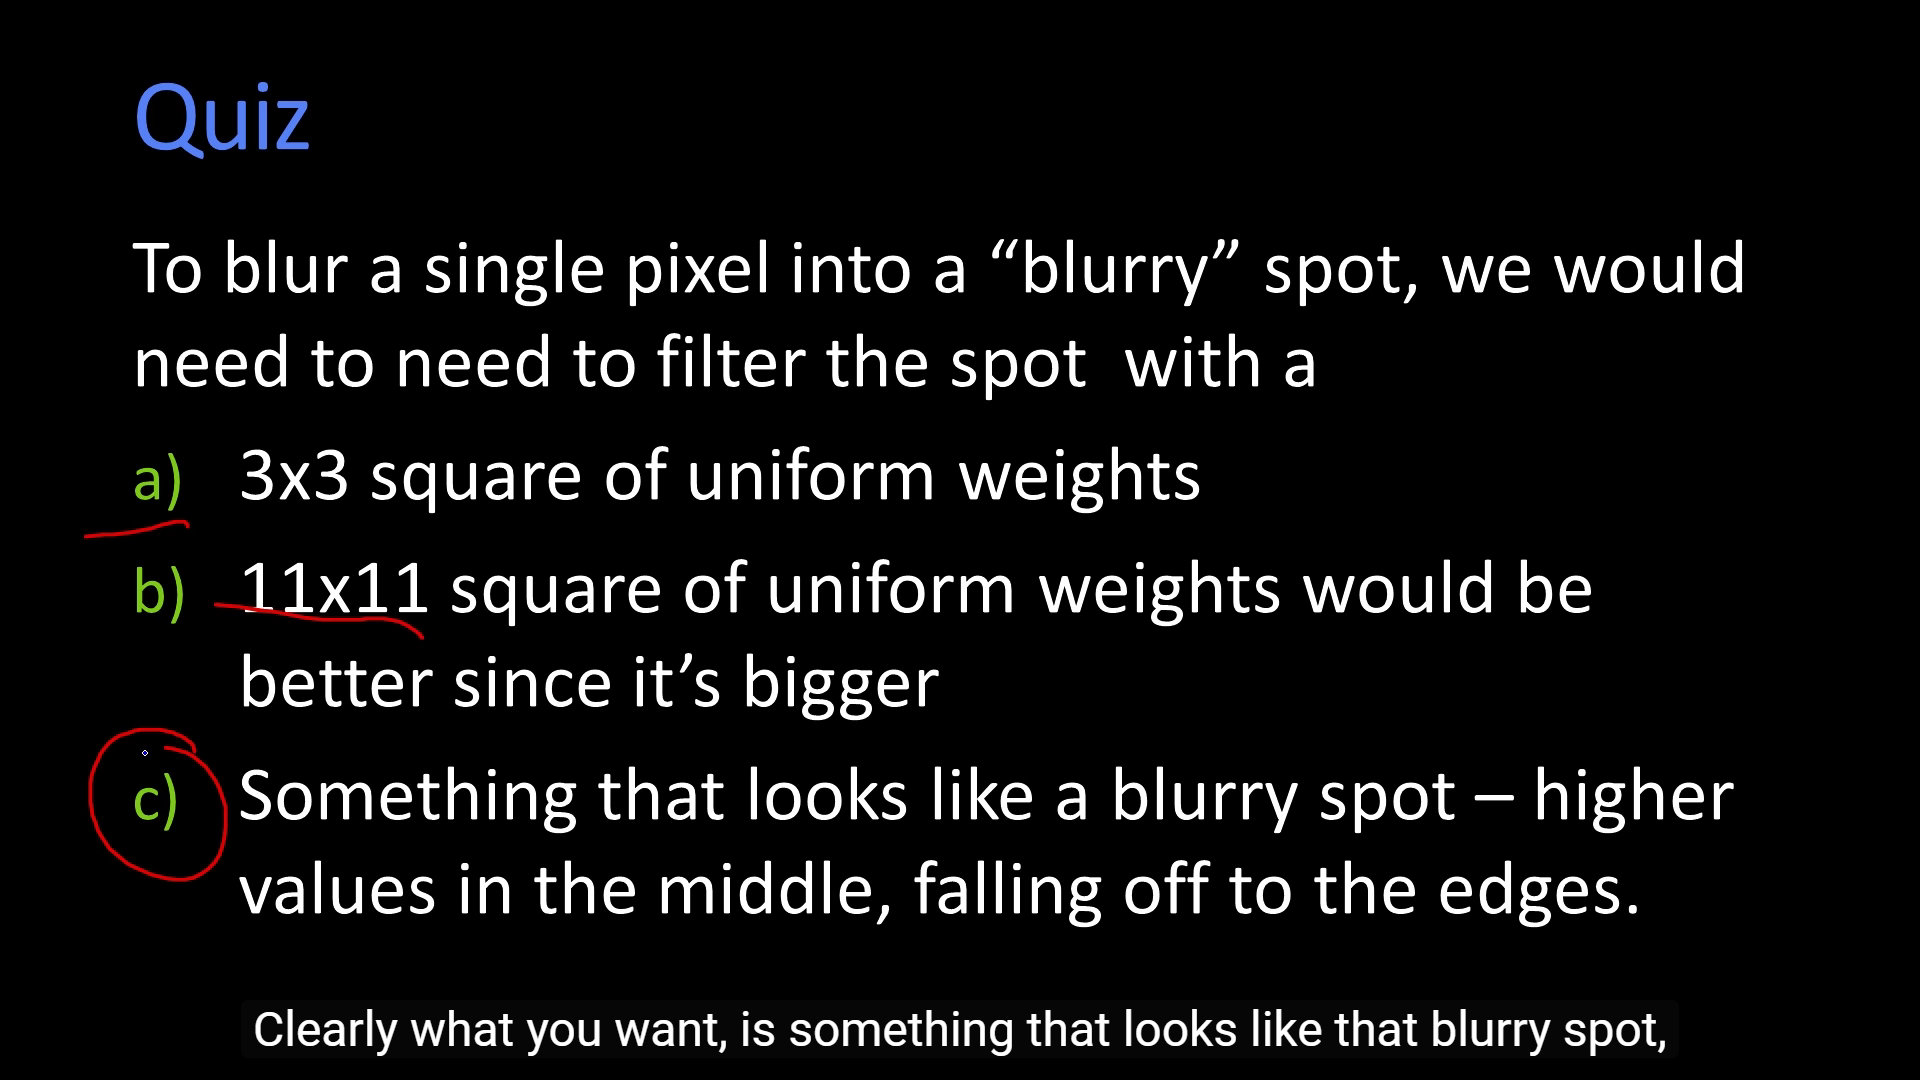 Quiz
To blur a single pixel into a “blurry” spot, we would
need to need to filter the spot  with a
a) 3x3 square of uniform weights
b) 11x11 square of uniform weights would be
better since it’s bigger
c) Something that looks like a blurry spot – higher
values in the middle, falling off to the edges.
Clearly what you want, is something that looks like that blurry spot,